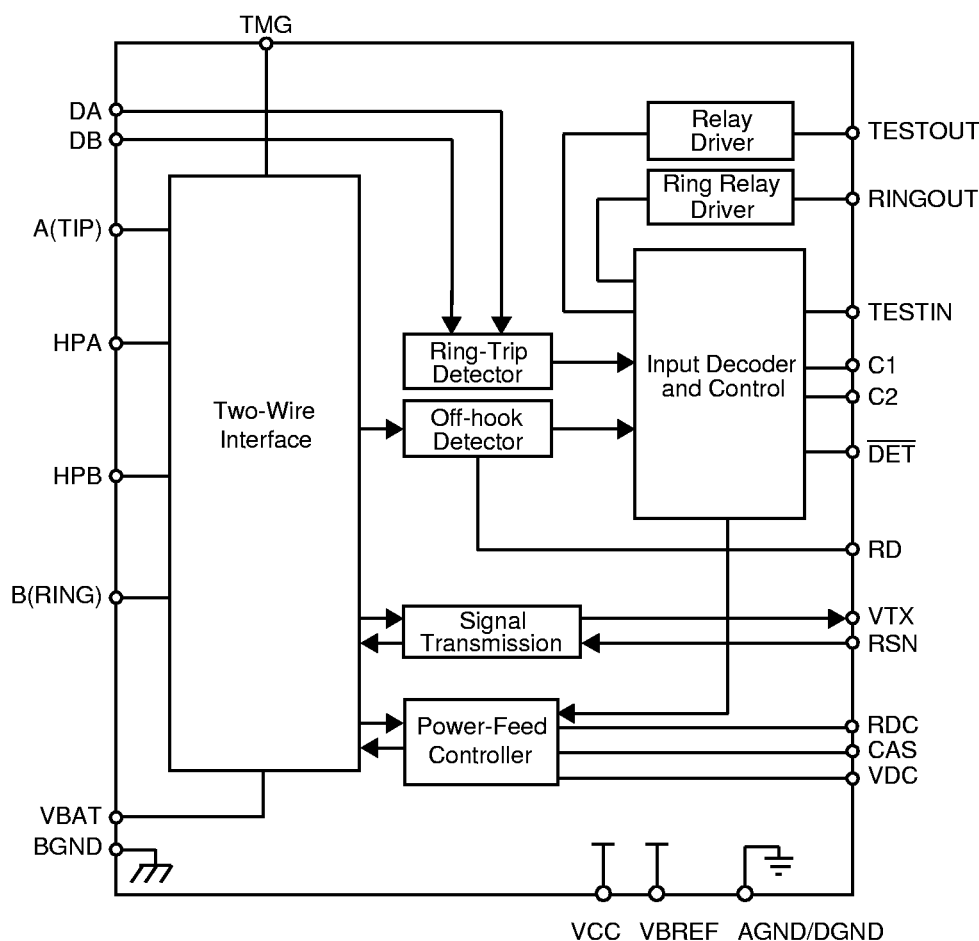 TMG
DA
DB
A(TIP)
HPA
HPB
B(RING)
VBAT
BGND
Two-Wire
Interface
Ring-Trip
Detector
Off-hook
Detector
Signal
Transmission
Power-Feed
Controller
Relay
Driver
Ring Relay
Driver
Input Decoder
and Control
TESTOUT
RINGOUT
TESTIN
C1
C2
D̅E̅T̅
RD
VTX
RSN
RDC
CAS
VDC
VCC
VBREF
AGND/DGND